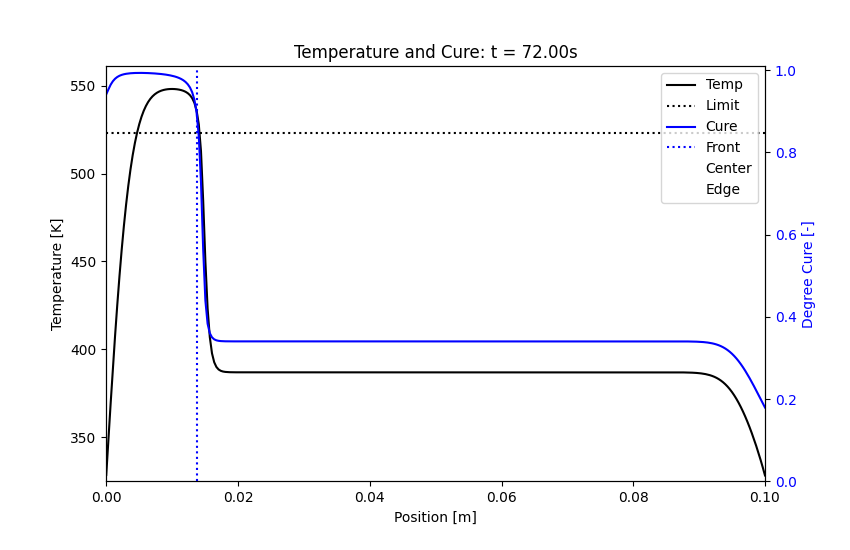 Temperature and Cure: t = 72.00s
550
500
450
400
350
Temperature [K]
0.00
0.02
0.04
0.06
0.08
0.10
Position [m]
1.0
0.8
0.6
0.4
0.2
0.0
Degree Cure [-]
Temp
Limit
Cure
Front
Center
Edge